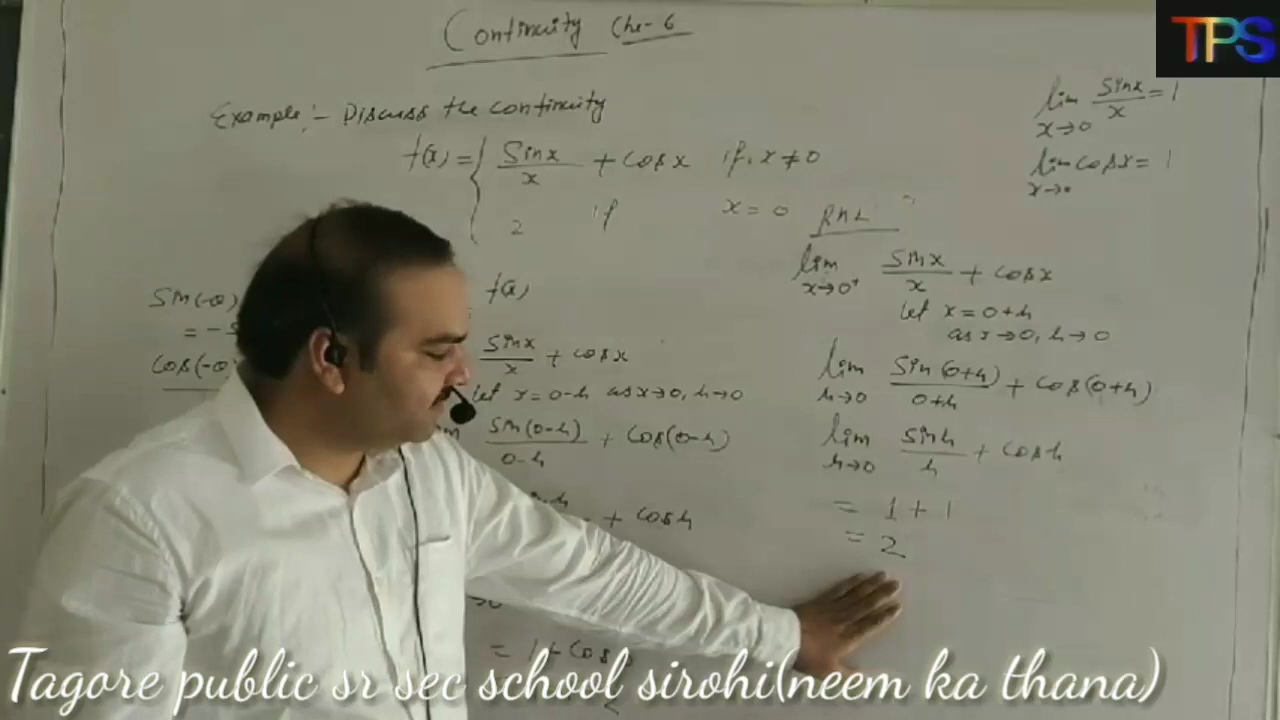 TPS
Continuity Ch-6
Example:- Discuss the continuity
f(x) = { Sinx/x + cosx if x ≠ 0
2 if x = 0
lim x→0 Sinx/x = 1
lim x→0 cosx = 1
Sin(-θ)
= -S
Cos(-θ)
f(x)
Sinx/x + cosx
let x = 0-h as x→0, h→0
Sin(0-h)/0-h + Cos(0-h)
+ Cosh
= 1 + Cos
RHL
lim x→0⁺ Sinx/x + cosx
let x = 0+h
as x→0, h→0
lim h→0 Sin(0+h)/0+h + Cos(0+h)
lim h→0 Sinh/h + Cosh
= 1 + 1
= 2
Tagore public sr sec school sirohi(neem ka thana)